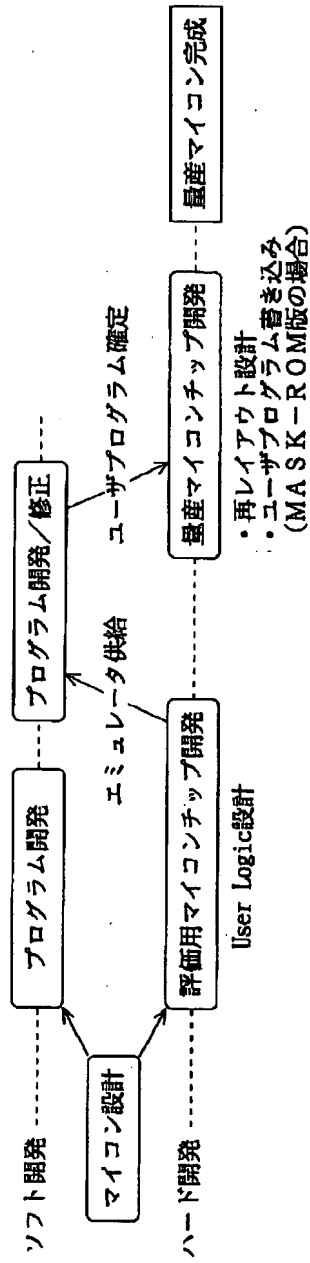 ソフト開発
プログラム開発
プログラム開発／修正
マイコン設計
エミュレータ供給
ユーザプログラム確定
ハード開発
評価用マイコンチップ開発
量産マイコンチップ開発
量産マイコン完成
User Logic設計
・再レイアウト設計
・ユーザプログラム書き込み
(MASK－ROM版の場合)